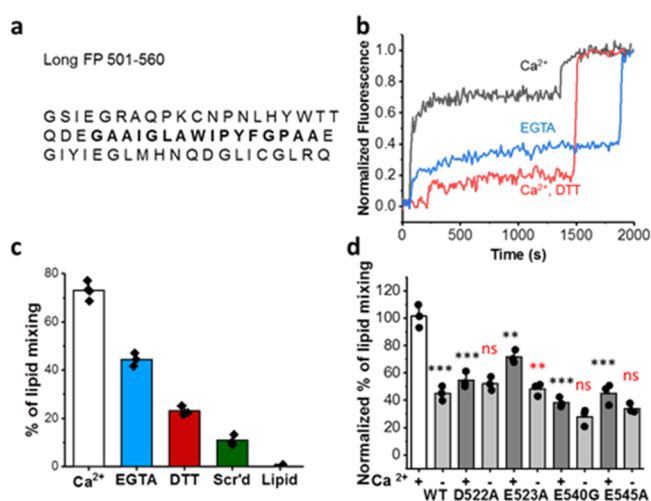 a
Long FP 501-560
GSIEGRAQPKCNPNLHYWTT
QDEGAAIGLAWIPYFGPAAE
GIYIEGLMHNQDGLICGLRQ
b
Normalized Fluorescence
1.0
0.8
0.6
0.4
0.2
0.0
Ca²⁺
EGTA
Ca²⁺, DTT
0 500 1000 1500 2000
Time (s)
c
% of lipid mixing
80
60
40
20
0
Ca²⁺ EGTA DTT Scr'd Lipid
d
Normalized % of lipid mixing
120
100
80
60
40
20
0
*** *** ns ** ** *** ns *** ns
Ca²⁺ + - + - + - + - + -
WT D522A E523A E540G E545A